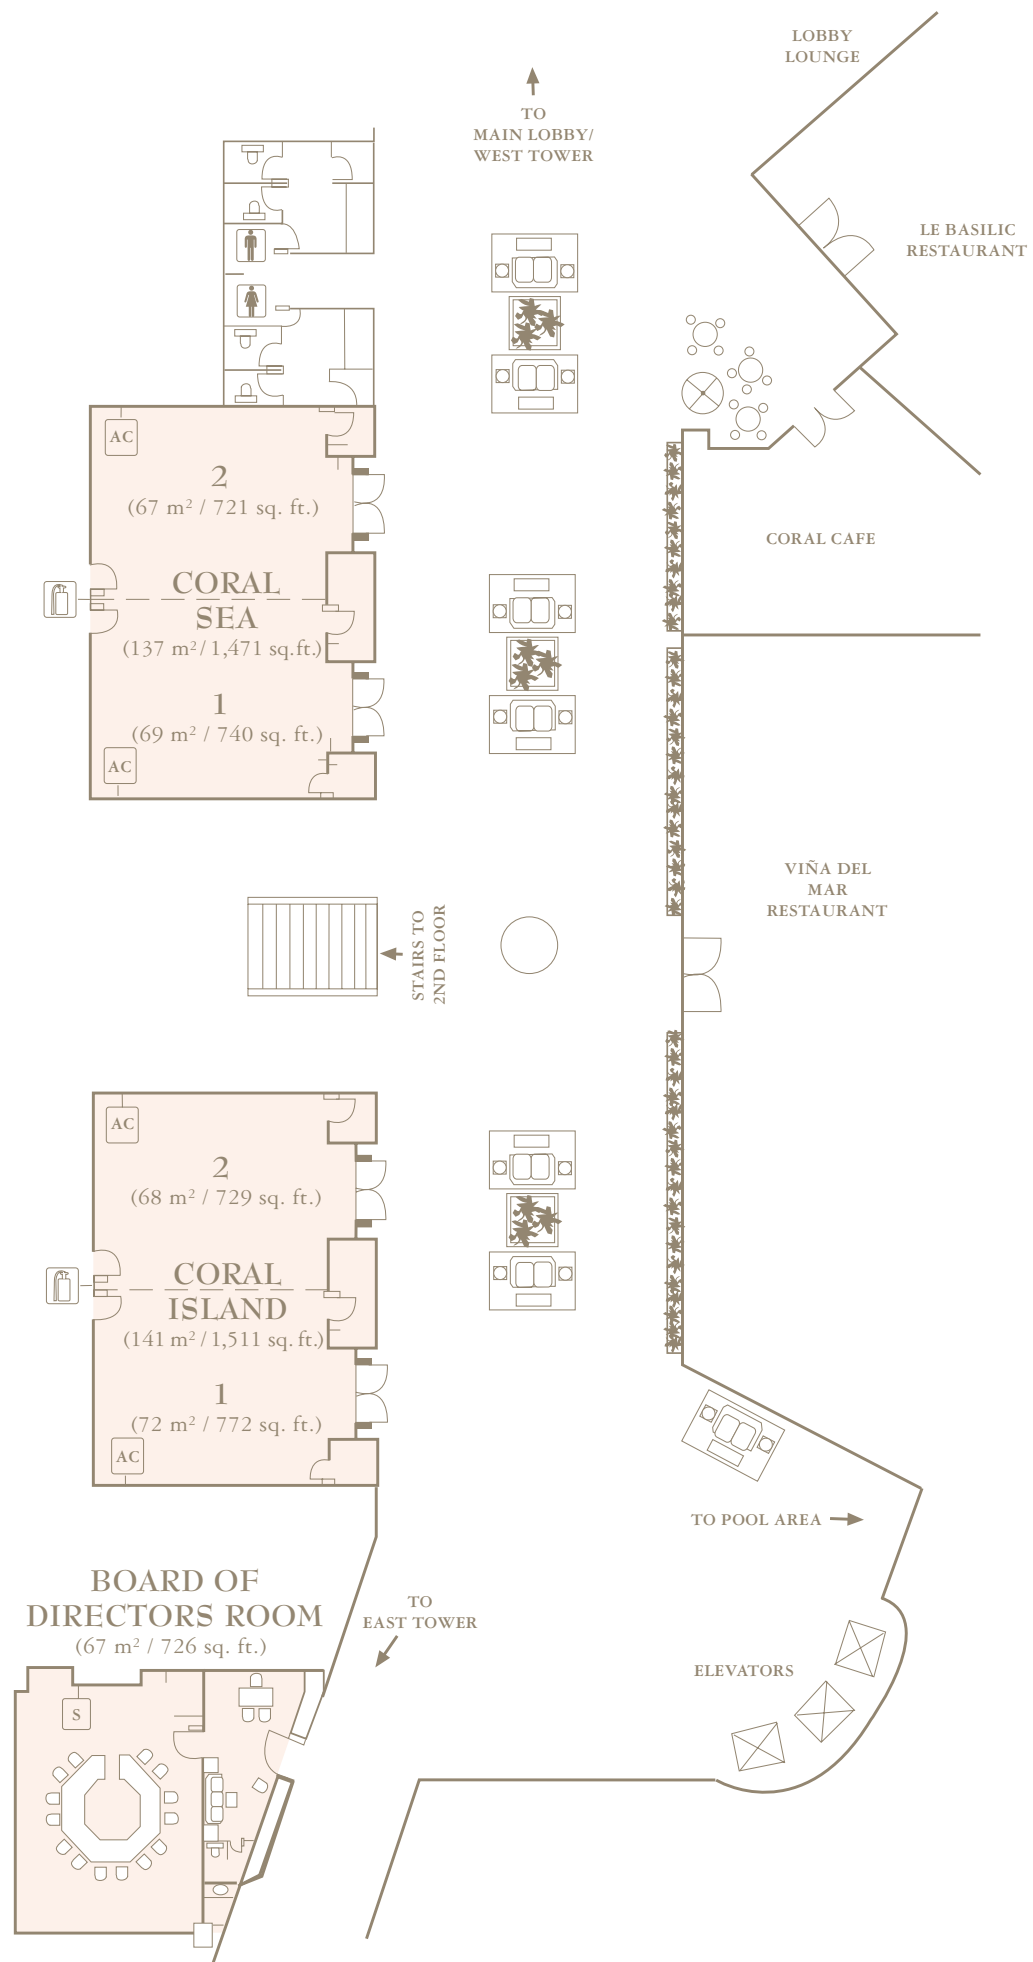 LOBBY
LOUNGE
TO
MAIN LOBBY/
WEST TOWER
LE BASILIC
RESTAURANT
AC
2
(67 m² / 721 sq. ft.)
CORAL CAFE
CORAL
SEA
(137 m² / 1,471 sq.ft.)
1
(69 m² / 740 sq. ft.)
AC
VIÑA DEL
MAR
RESTAURANT
STAIRS TO
2ND FLOOR
AC
2
(68 m² / 729 sq. ft.)
CORAL
ISLAND
(141 m² / 1,511 sq. ft.)
1
(72 m² / 772 sq. ft.)
AC
TO POOL AREA
BOARD OF
DIRECTORS ROOM
(67 m² / 726 sq. ft.)
TO
EAST TOWER
ELEVATORS
S